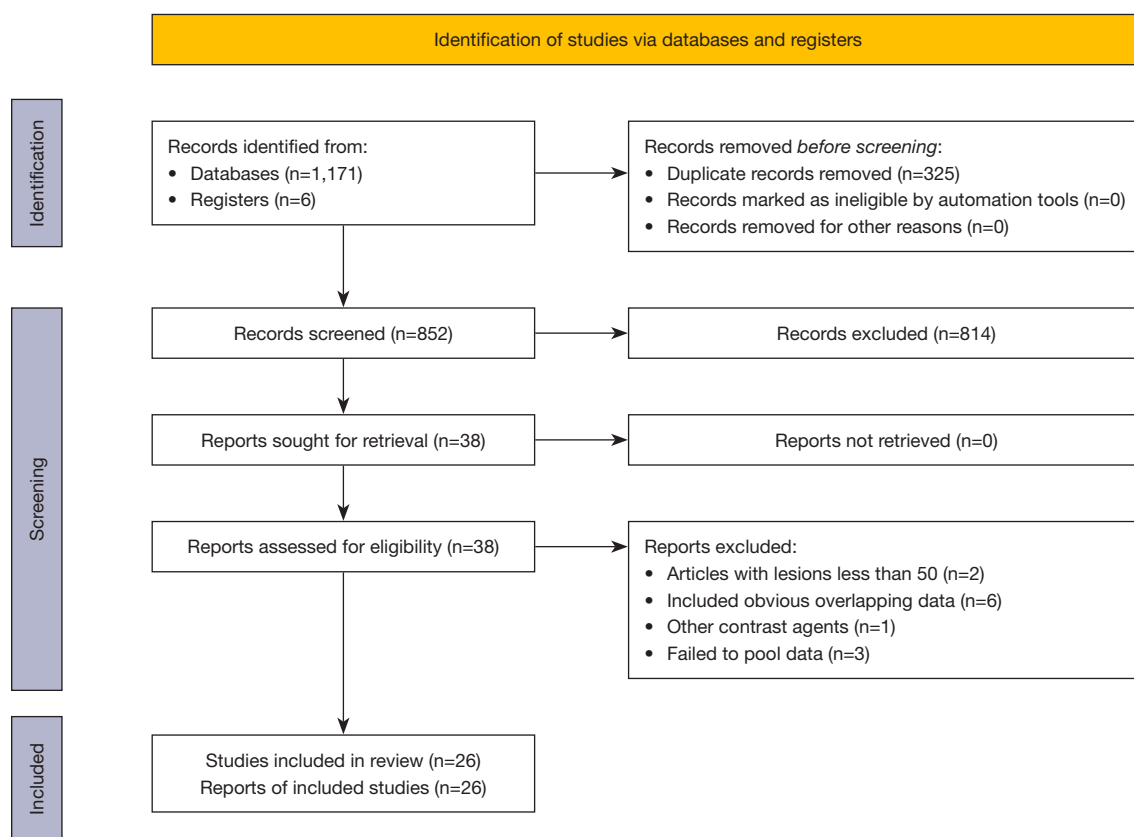 Identification of studies via databases and registers
Identification
Records identified from:
• Databases (n=1,171)
• Registers (n=6)
Records removed before screening:
• Duplicate records removed (n=325)
• Records marked as ineligible by automation tools (n=0)
• Records removed for other reasons (n=0)
Screening
Records screened (n=852)
Records excluded (n=814)
Reports sought for retrieval (n=38)
Reports not retrieved (n=0)
Reports assessed for eligibility (n=38)
Reports excluded:
• Articles with lesions less than 50 (n=2)
• Included obvious overlapping data (n=6)
• Other contrast agents (n=1)
• Failed to pool data (n=3)
Included
Studies included in review (n=26)
Reports of included studies (n=26)